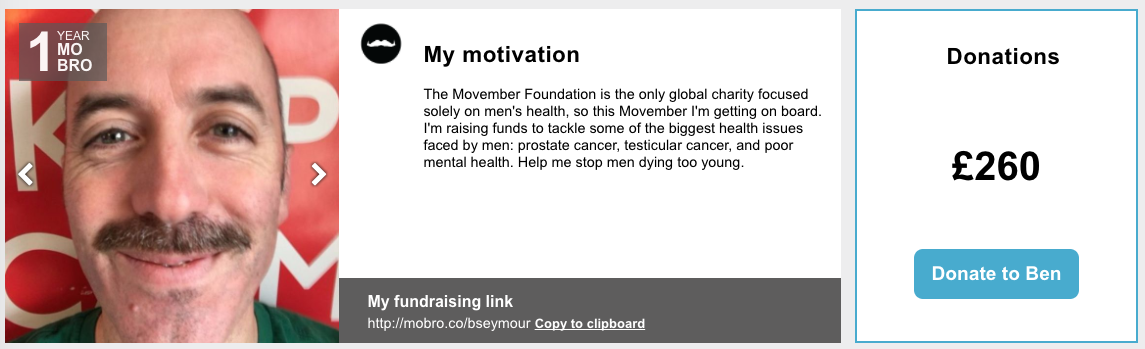 1 YEAR
MO
BRO
K P
C M
My motivation
The Movember Foundation is the only global charity focused
solely on men's health, so this Movember I'm getting on board.
I'm raising funds to tackle some of the biggest health issues
faced by men: prostate cancer, testicular cancer, and poor
mental health. Help me stop men dying too young.
My fundraising link
http://mobro.co/bseymour Copy to clipboard
Donations
£260
Donate to Ben